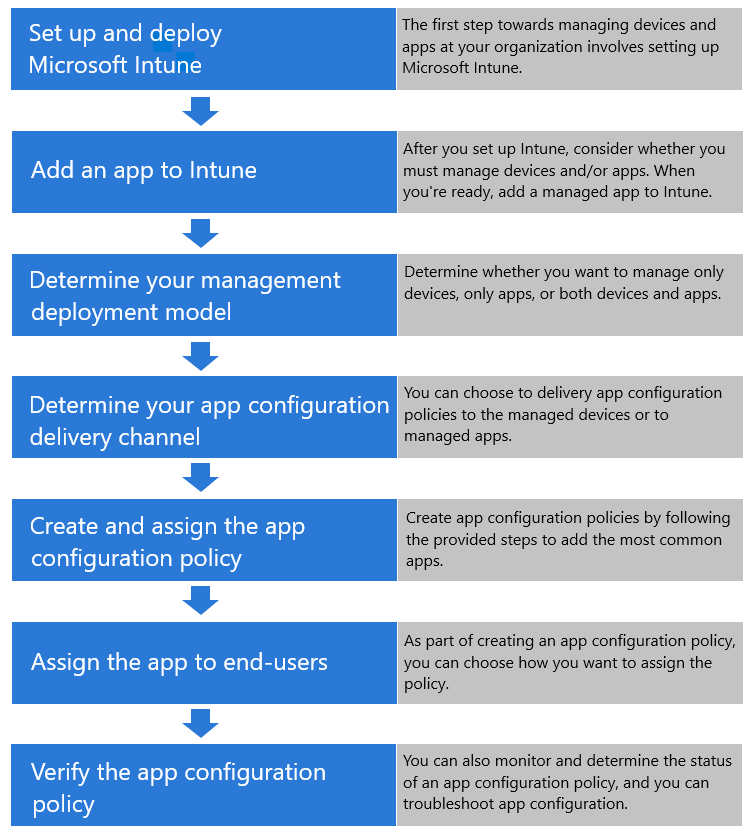 Set up and deploy
Microsoft Intune
The first step towards managing devices and
apps at your organization involves setting up
Microsoft Intune.
Add an app to Intune
After you set up Intune, consider whether you
must manage devices and/or apps. When
you're ready, add a managed app to Intune.
Determine your management
deployment model
Determine whether you want to manage only
devices, only apps, or both devices and apps.
Determine your app configuration
delivery channel
You can choose to delivery app configuration
policies to the managed devices or to
managed apps.
Create and assign the app
configuration policy
Create app configuration policies by following
the provided steps to add the most common
apps.
Assign the app to end-users
As part of creating an app configuration policy,
you can choose how you want to assign the
policy.
Verify the app configuration
policy
You can also monitor and determine the status
of an app configuration policy, and you can
troubleshoot app configuration.